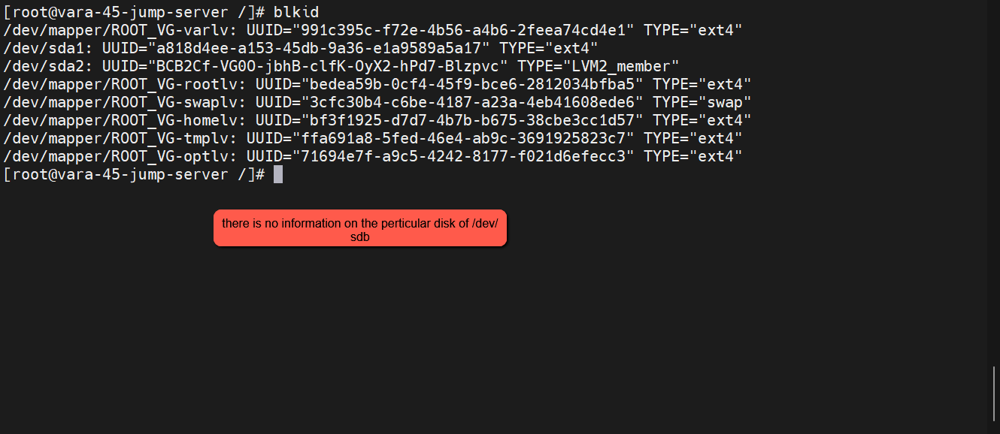 [root@vara-45-jump-server /]# blkid
/dev/mapper/ROOT_VG-varlv: UUID="991c395c-f72e-4b56-a4b6-2feea74cd4e1" TYPE="ext4"
/dev/sda1: UUID="a818d4ee-a153-45db-9a36-e1a9589a5a17" TYPE="ext4"
/dev/sda2: UUID="BCB2Cf-VG0O-jbhB-clfK-OyX2-hPd7-Blzpvc" TYPE="LVM2_member"
/dev/mapper/ROOT_VG-rootlv: UUID="bedea59b-0cf4-45f9-bce6-2812034bfba5" TYPE="ext4"
/dev/mapper/ROOT_VG-swaplv: UUID="3cfc30b4-c6be-4187-a23a-4eb41608ede6" TYPE="swap"
/dev/mapper/ROOT_VG-homelv: UUID="bf3f1925-d7d7-4b7b-b675-38cbe3cc1d57" TYPE="ext4"
/dev/mapper/ROOT_VG-tmplv: UUID="ffa691a8-5fed-46e4-ab9c-3691925823c7" TYPE="ext4"
/dev/mapper/ROOT_VG-optlv: UUID="71694e7f-a9c5-4242-8177-f021d6efecc3" TYPE="ext4"
[root@vara-45-jump-server /]#
there is no information on the perticular disk of /dev/
sdb